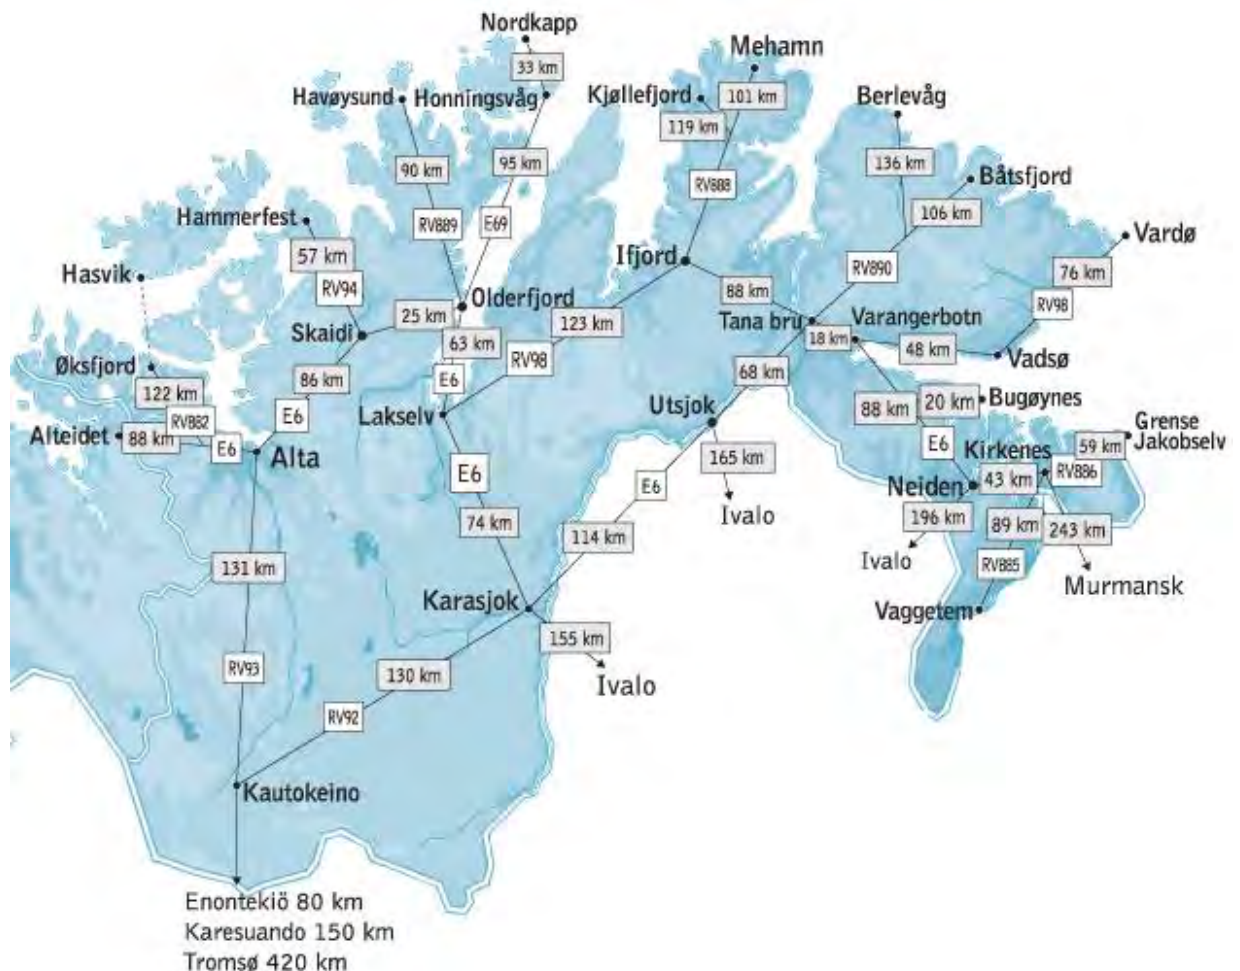 Nordkapp
33 km
Mehamn
Havøysund
Honningsvåg
Kjøllefjord
101 km
Berlevåg
119 km
90 km
95 km
136 km
Båtsfjord
RV888
106 km
Hammerfest
RV889
E69
Vardø
57 km
Ifjord
RV890
76 km
Hasvik
RV94
88 km
RV98
Olderfjord
25 km
Skaidi
123 km
Tana bru
Varangerbotn
63 km
18 km
48 km
Vadsø
Øksfjord
RV98
86 km
E6
68 km
122 km
Bugøynes
20 km
Utsjok
88 km
E6
Lakselv
RV882
Grense
Jakobselv
Alteidet
88 km
E6
E6
59 km
Alta
Kirkenes
165 km
E6
43 km
RV886
E6
Neiden
Ivalo
74 km
196 km
89 km
243 km
114 km
Ivalo
131 km
RV885
Murmansk
Karasjok
Vaggetem
155 km
RV93
130 km
Ivalo
RV92
Kautokeino
Enontekiö 80 km
Karesuando 150 km
Tromsø 420 km